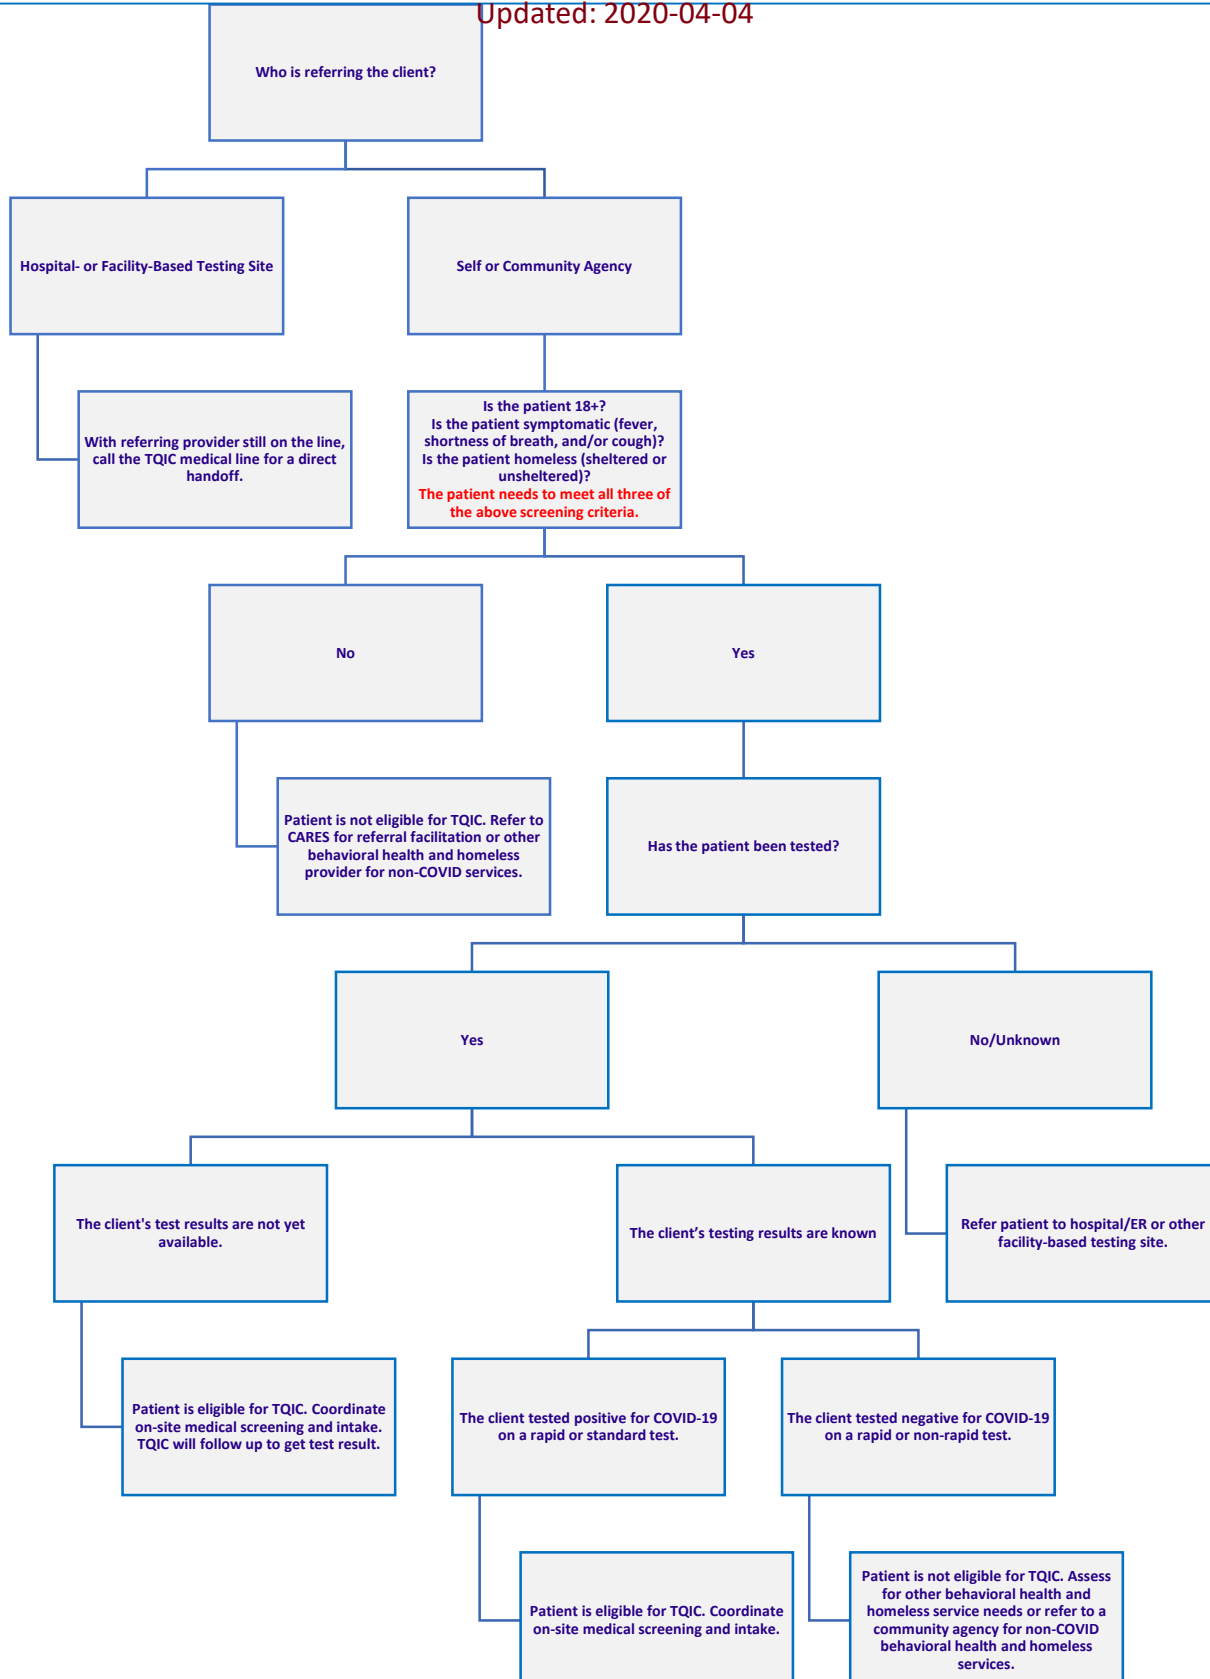 Updated: 2020-04-04
Who is referring the client?
Hospital- or Facility-Based Testing Site
Self or Community Agency
With referring provider still on the line,
call the TQIC medical line for a direct
handoff.
Is the patient 18+?
Is the patient symptomatic (fever,
shortness of breath, and/or cough)?
Is the patient homeless (sheltered or
unsheltered)?
The patient needs to meet all three of
the above screening criteria.
No
Yes
Patient is not eligible for TQIC. Refer to
CARES for referral facilitation or other
behavioral health and homeless
provider for non-COVID services.
Has the patient been tested?
Yes
No/Unknown
The client's test results are not yet
available.
The client’s testing results are known
Refer patient to hospital/ER or other
facility-based testing site.
Patient is eligible for TQIC. Coordinate
on-site medical screening and intake.
TQIC will follow up to get test result.
The client tested positive for COVID-19
on a rapid or standard test.
The client tested negative for COVID-19
on a rapid or non-rapid test.
Patient is eligible for TQIC. Coordinate
on-site medical screening and intake.
Patient is not eligible for TQIC. Assess
for other behavioral health and
homeless service needs or refer to a
community agency for non-COVID
behavioral health and homeless
services.